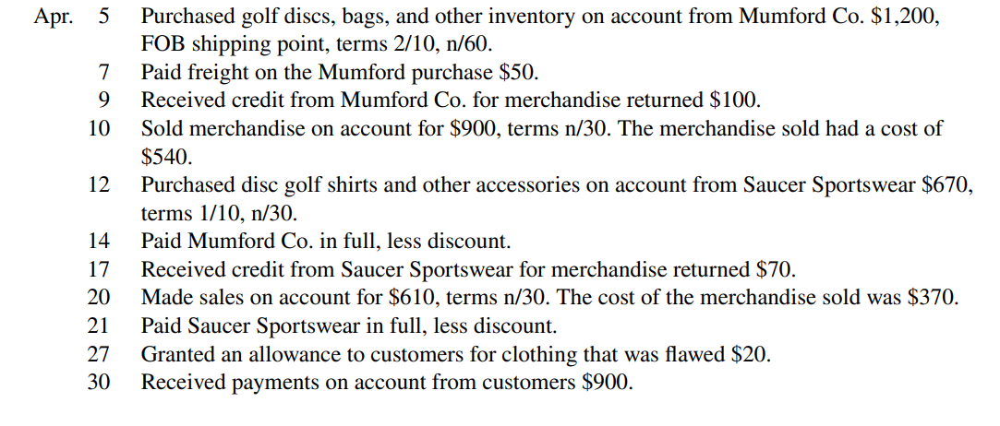 Apr. 5 Purchased golf discs, bags, and other inventory on account from Mumford Co. $1,200,
FOB shipping point, terms 2/10, n/60.
7 Paid freight on the Mumford purchase $50.
9 Received credit from Mumford Co. for merchandise returned $100.
10 Sold merchandise on account for $900, terms n/30. The merchandise sold had a cost of
$540.
12 Purchased disc golf shirts and other accessories on account from Saucer Sportswear $670,
terms 1/10, n/30.
14 Paid Mumford Co. in full, less discount.
17 Received credit from Saucer Sportswear for merchandise returned $70.
20 Made sales on account for $610, terms n/30. The cost of the merchandise sold was $370.
21 Paid Saucer Sportswear in full, less discount.
27 Granted an allowance to customers for clothing that was flawed $20.
30 Received payments on account from customers $900.